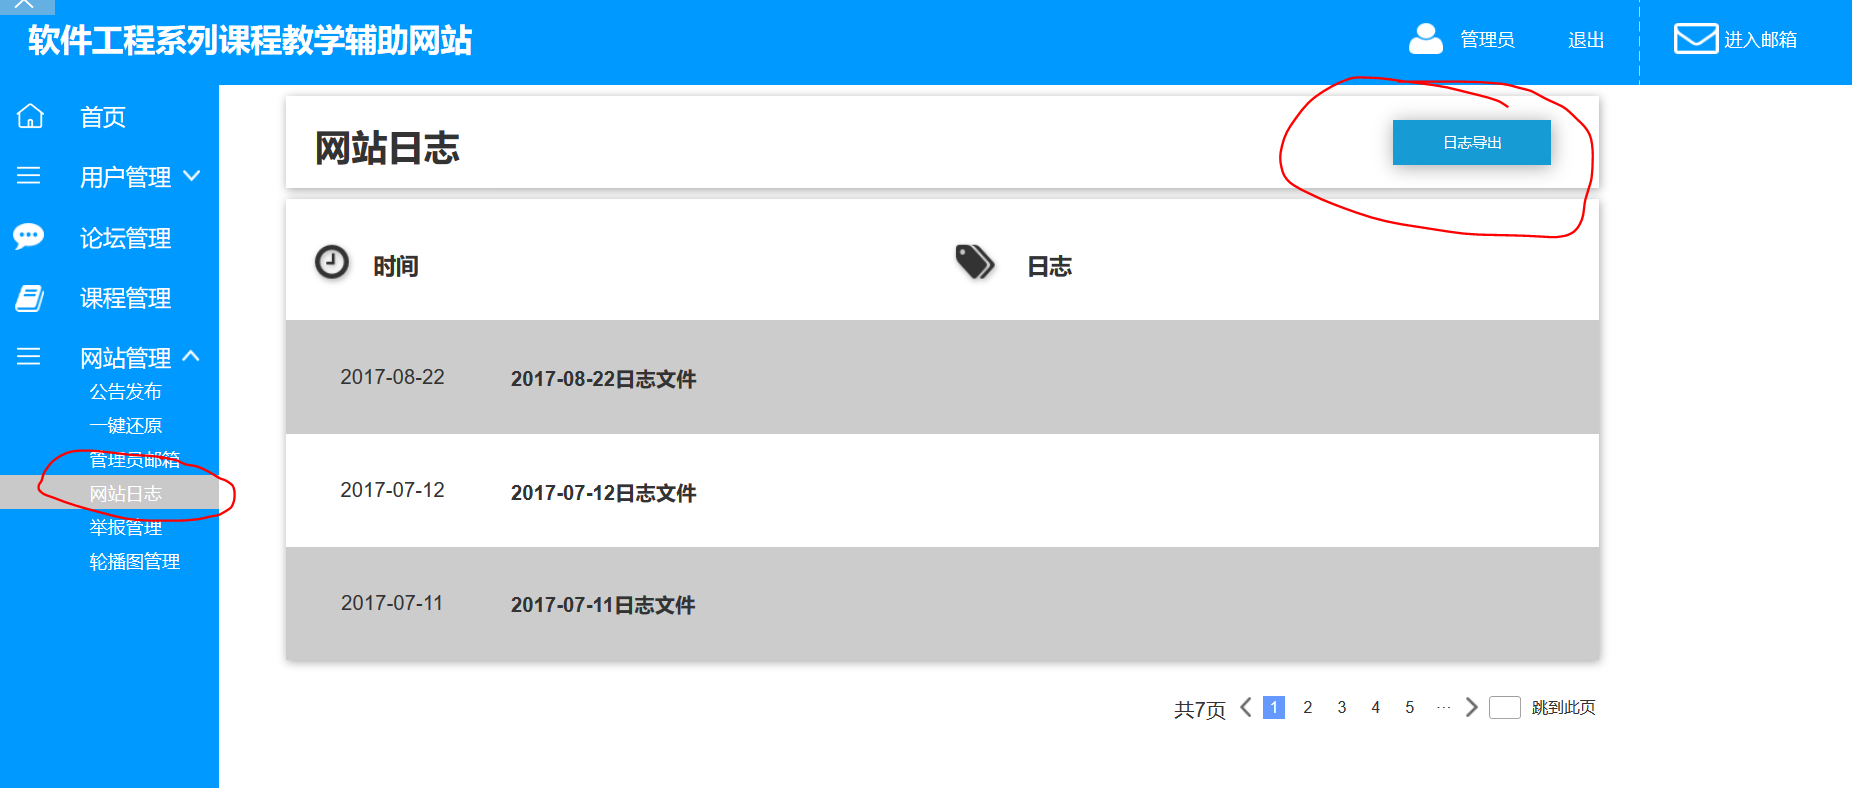 软件工程系列课程教学辅助网站
管理员 退出 进入邮箱
首页
用户管理
论坛管理
课程管理
网站管理
公告发布
一键还原
管理员邮箱
网站日志
举报管理
轮播图管理
网站日志
日志导出
时间 日志
2017-08-22 2017-08-22日志文件
2017-07-12 2017-07-12日志文件
2017-07-11 2017-07-11日志文件
共7页 1 2 3 4 5 ··· 跳到此页